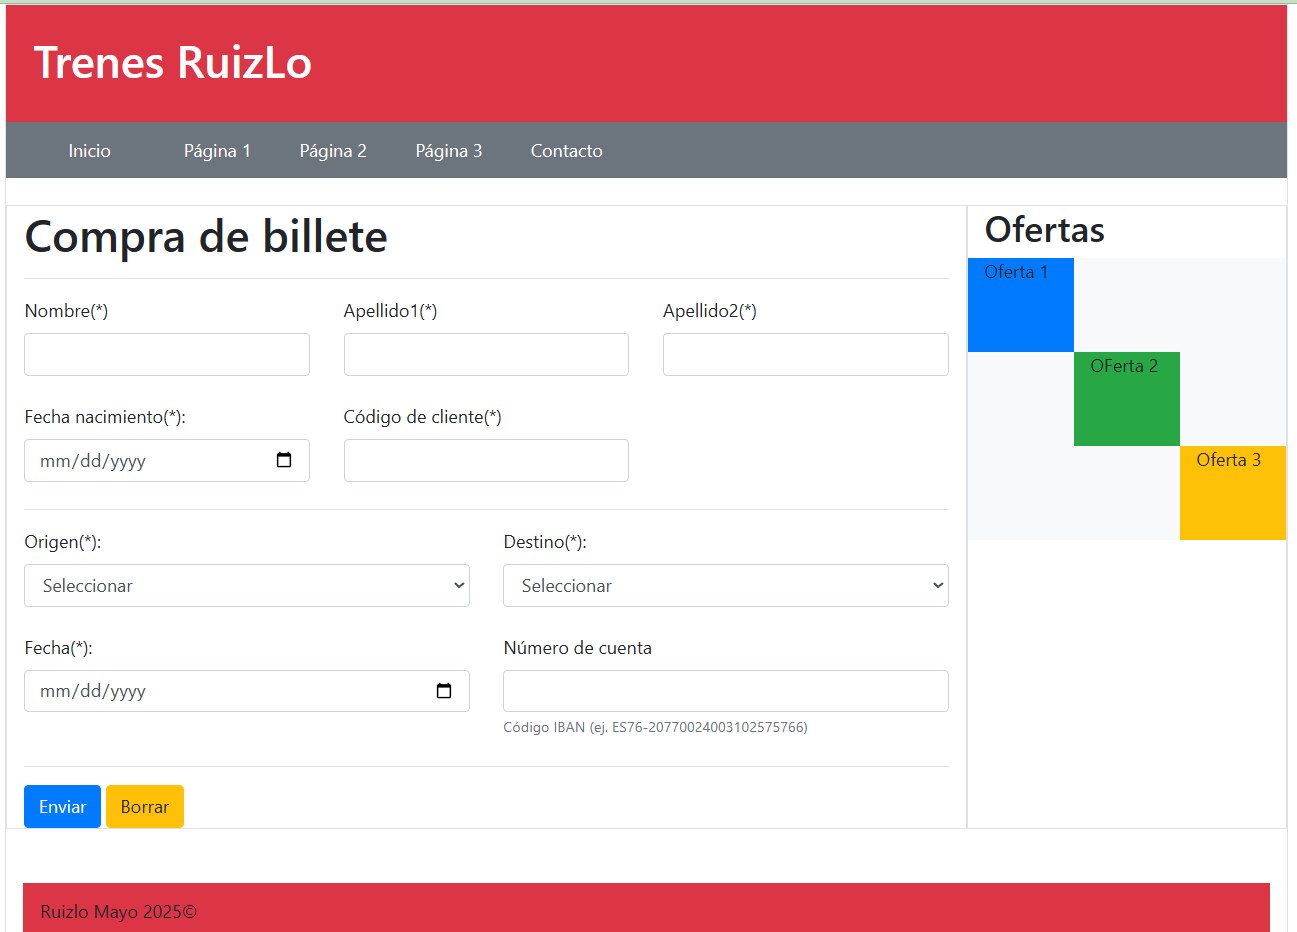 Trenes RuizLo
Inicio Página 1 Página 2 Página 3 Contacto
Compra de billete
Nombre(*) Apellido1(*) Apellido2(*)
Fecha nacimiento(*): Código de cliente(*)
mm/dd/yyyy
Origen(*): Destino(*):
Seleccionar Seleccionar
Fecha(*): Número de cuenta
mm/dd/yyyy
Código IBAN (ej. ES76-20770024003102575766)
Enviar Borrar
Ofertas
Oferta 1
OFerta 2
Oferta 3
Ruizlo Mayo 2025©